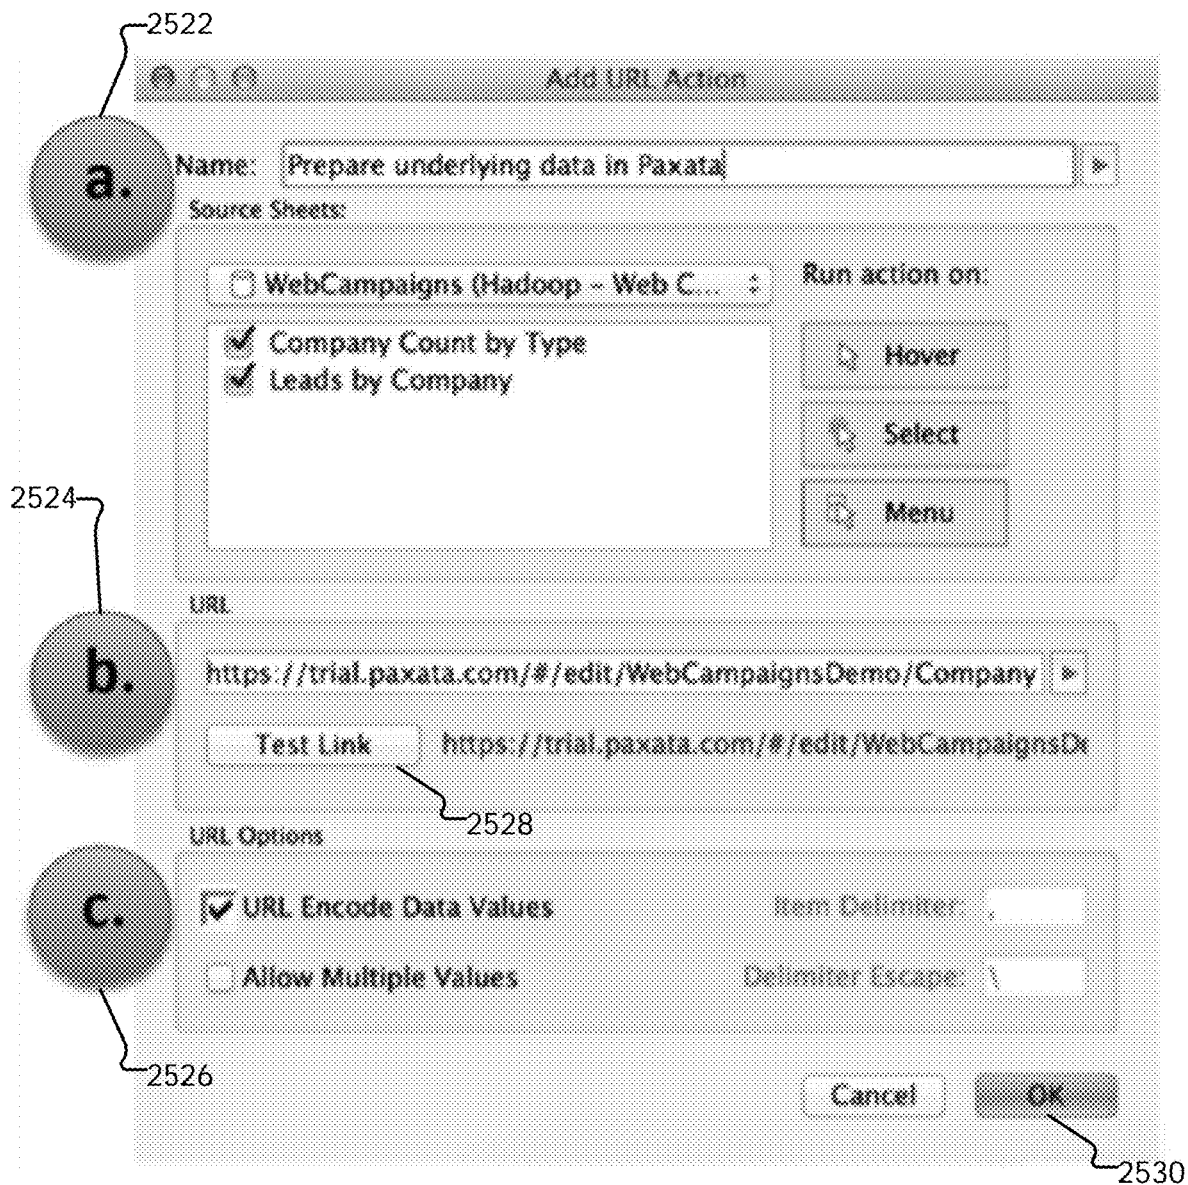 2522
Add URL Action
a.
Name: Prepare underlying data in Paxata
Source Sheets:
WebCampaigns (Hadoop - Web C...
Run action on:
Company Count by Type
Leads by Company
Hover
Select
Menu
2524
URL
b.
https://trial.paxata.com/#/edit/WebCampaignsDemo/Company
Test Link
https://trial.paxata.com/#/edit/WebCampaignsDe
2528
URL Options
c.
URL Encode Data Values
Item Delimiter: ,
Allow Multiple Values
Delimiter Escape: \
2526
Cancel
OK
2530